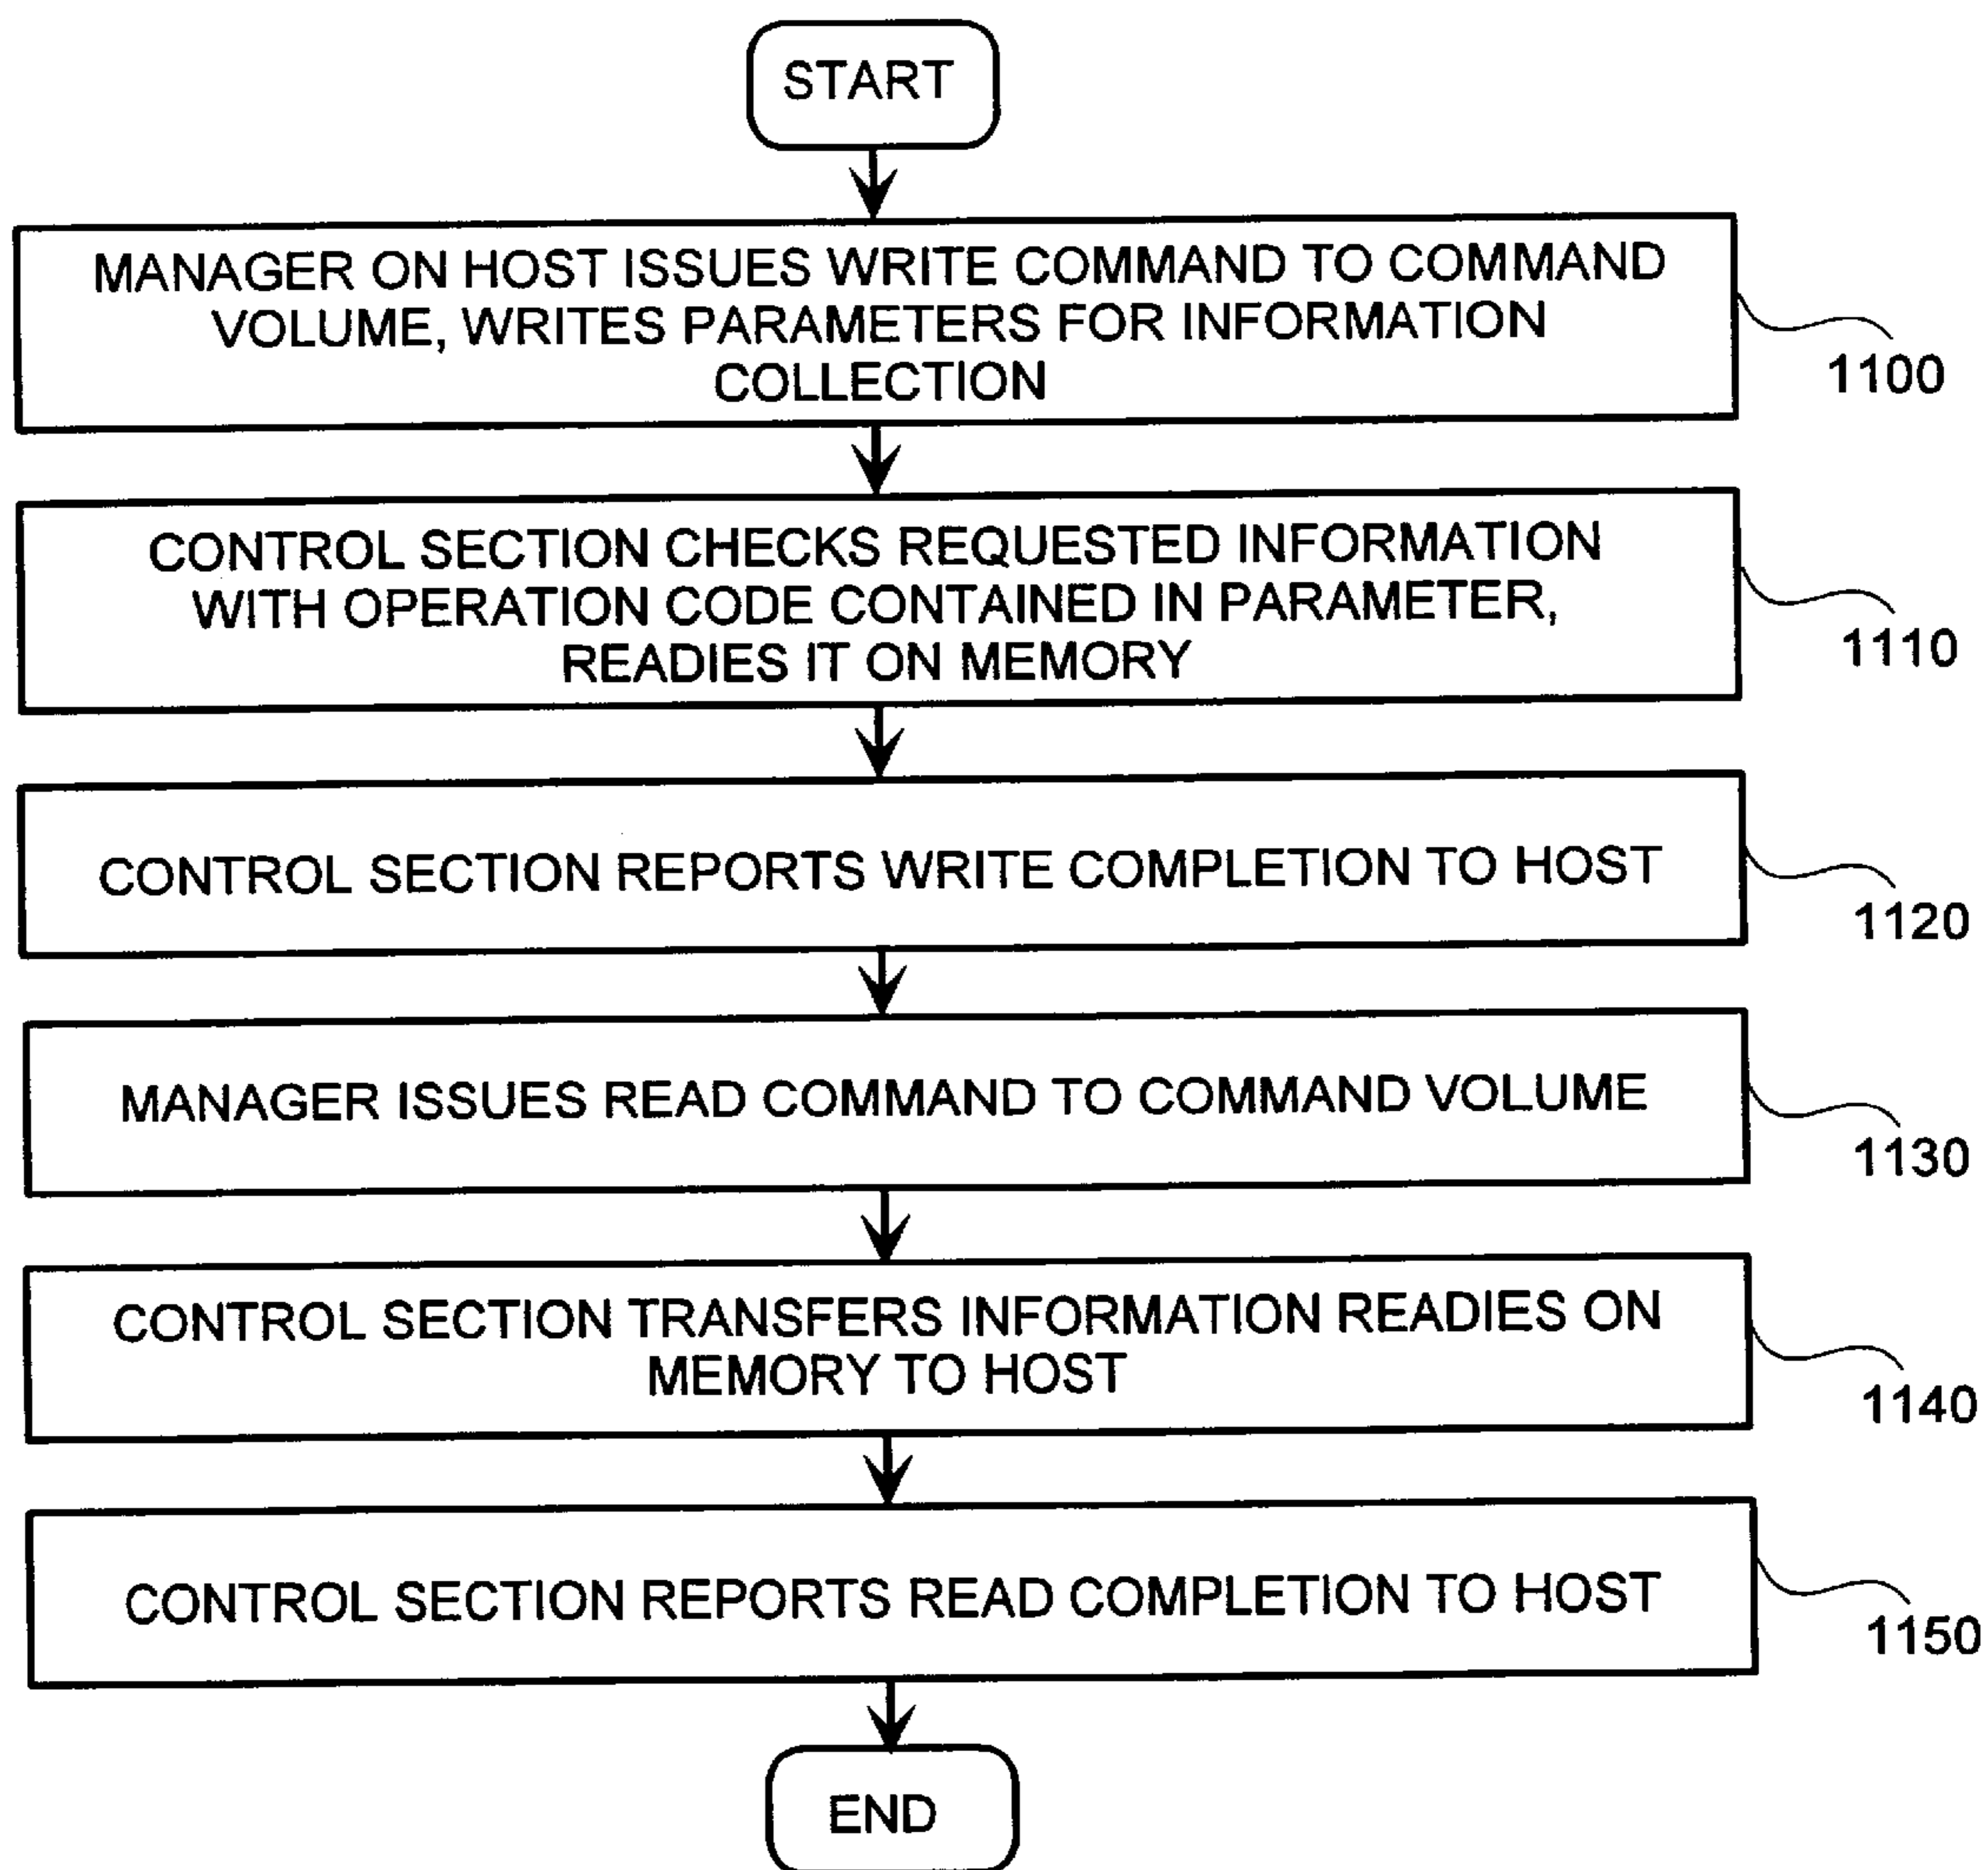 START
MANAGER ON HOST ISSUES WRITE COMMAND TO COMMAND
VOLUME, WRITES PARAMETERS FOR INFORMATION
COLLECTION
1100
CONTROL SECTION CHECKS REQUESTED INFORMATION
WITH OPERATION CODE CONTAINED IN PARAMETER,
READIES IT ON MEMORY
1110
CONTROL SECTION REPORTS WRITE COMPLETION TO HOST
1120
MANAGER ISSUES READ COMMAND TO COMMAND VOLUME
1130
CONTROL SECTION TRANSFERS INFORMATION READIES ON
MEMORY TO HOST
1140
CONTROL SECTION REPORTS READ COMPLETION TO HOST
1150
END